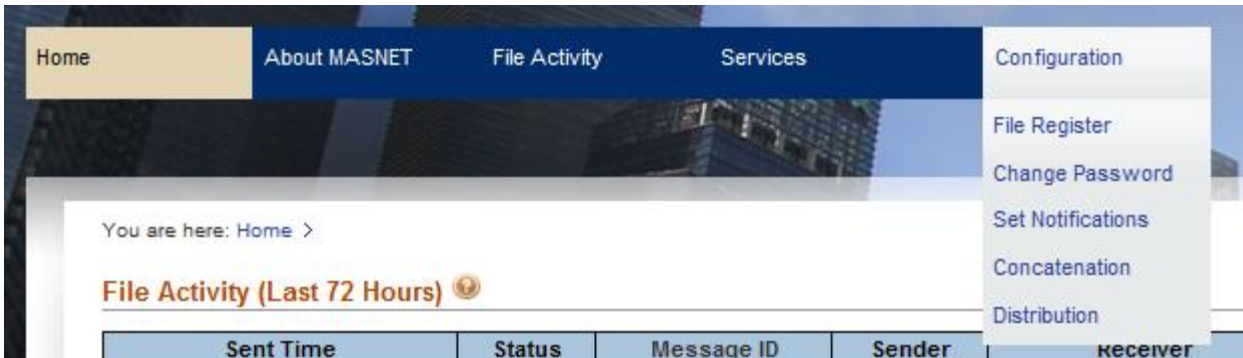 Home About MASNET File Activity Services Configuration
File Register
Change Password
Set Notifications
Concatenation
Distribution
You are here: Home >
File Activity (Last 72 Hours)
Sent Time Status Message ID Sender Receiver